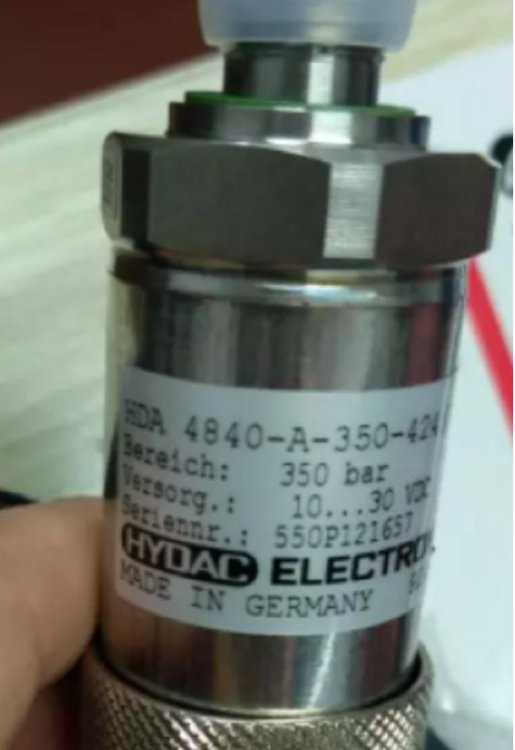 HDA 4840-A-350-424
Bereich: 350 bar
Versorg.: 10...30 VDC
Seriennr.: 550P121657
HYDAC ELECTRO
MADE IN GERMANY